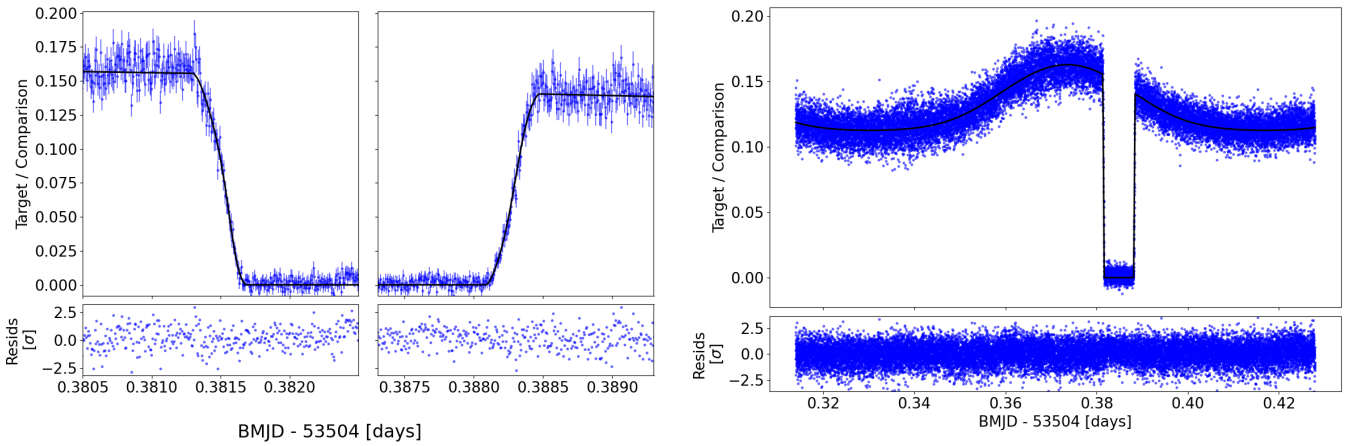 0.200
0.175
0.150
0.125
0.100
0.075
0.050
0.025
0.000
Target / Comparison
2.5
0.0
−2.5
Resids
[σ]
0.3805 0.3810 0.3815 0.3820
0.3875 0.3880 0.3885 0.3890
BMJD - 53504 [days]
0.20
0.15
0.10
0.05
0.00
Target / Comparison
2.5
0.0
−2.5
Resids
[σ]
0.32 0.34 0.36 0.38 0.40 0.42
BMJD - 53504 [days]